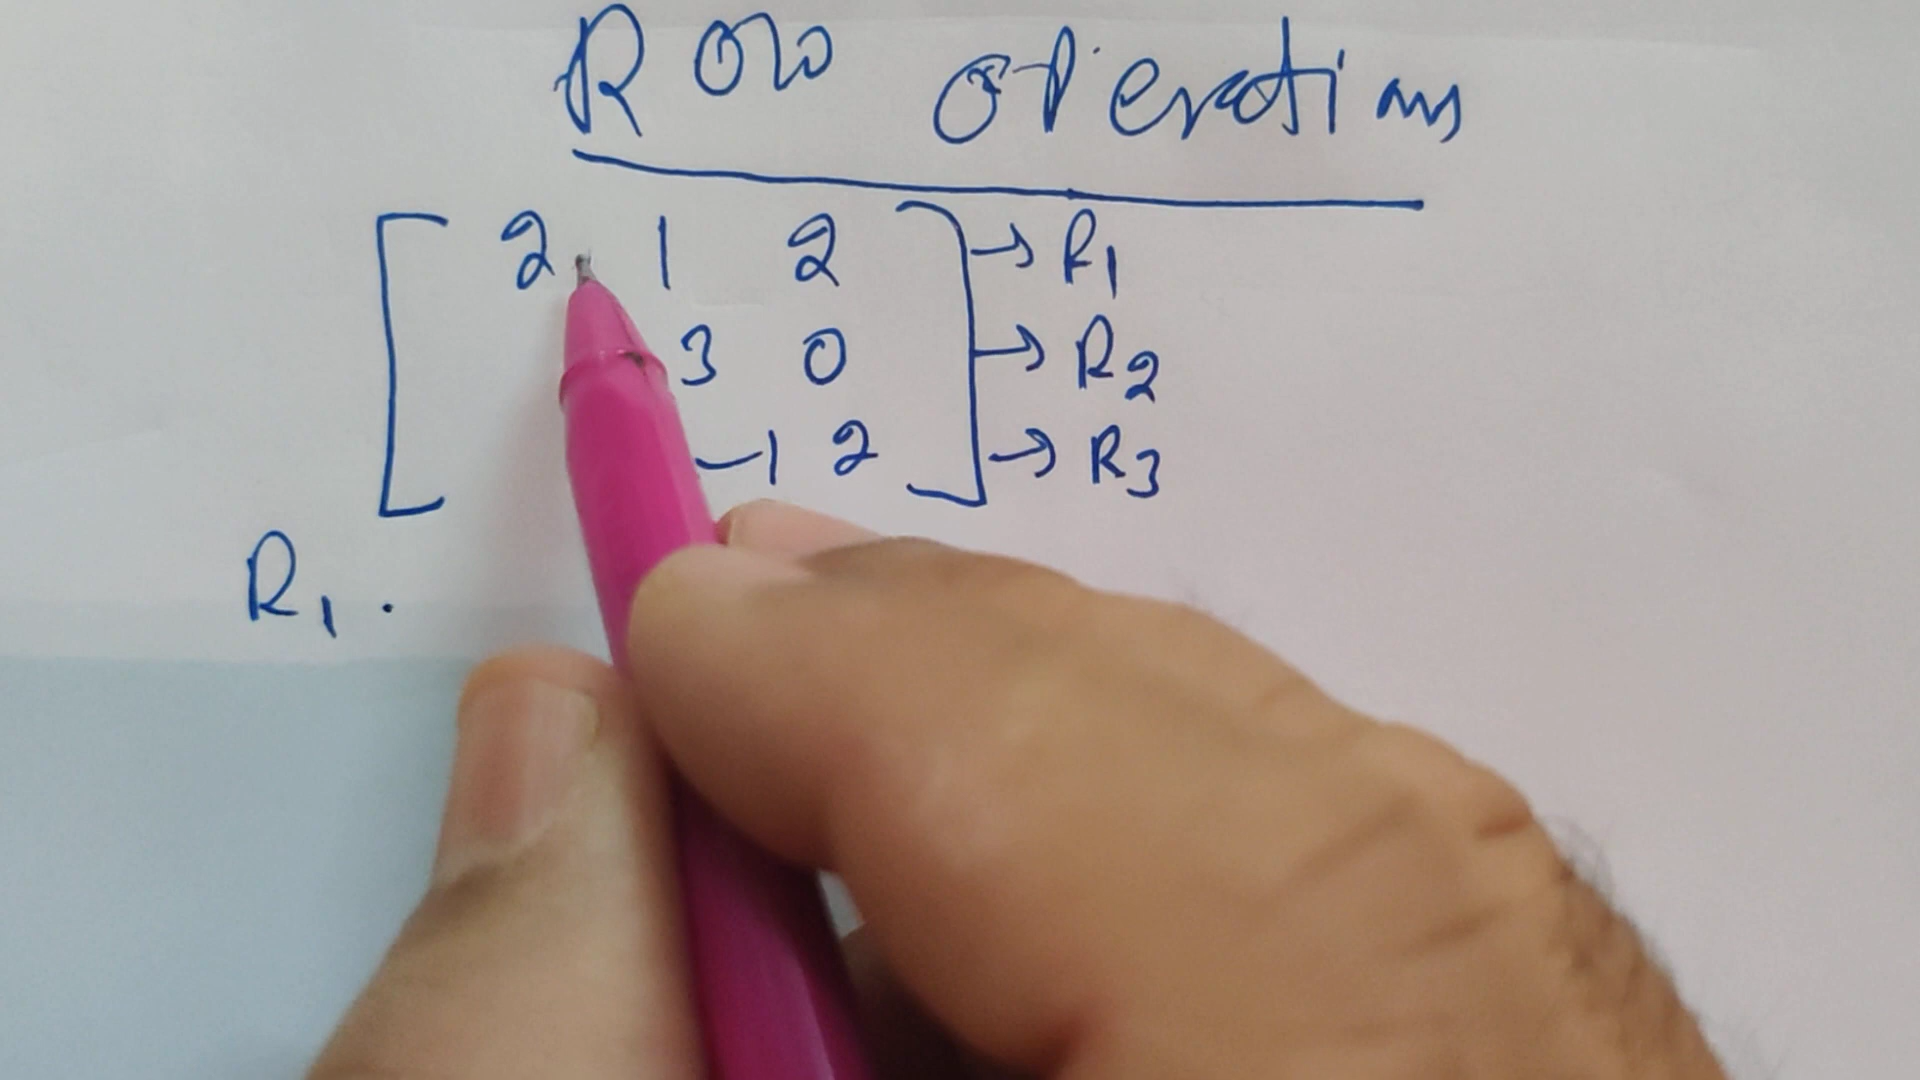 Row operations
2 1 2 → R1
3 0 → R2
-1 2 → R3
R1.